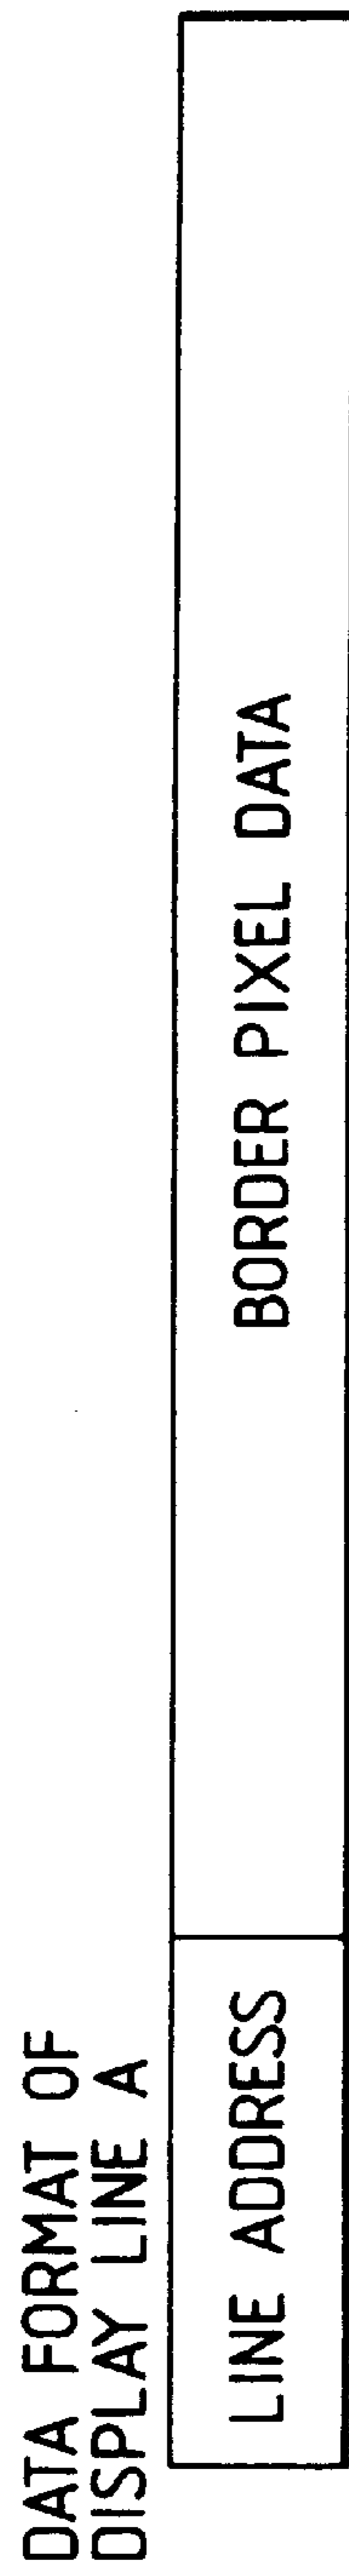 DATA FORMAT OF
DISPLAY LINE A
LINE ADDRESS
BORDER PIXEL DATA